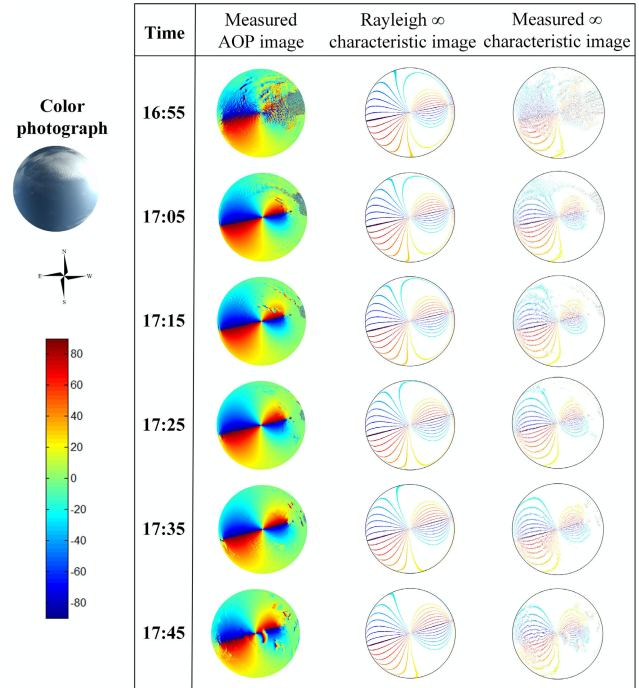 Time
Measured
AOP image
Rayleigh ∞
characteristic image
Measured ∞
characteristic image
Color
photograph
N
E W
S
80
60
40
20
0
-20
-40
-60
-80
16:55
17:05
17:15
17:25
17:35
17:45